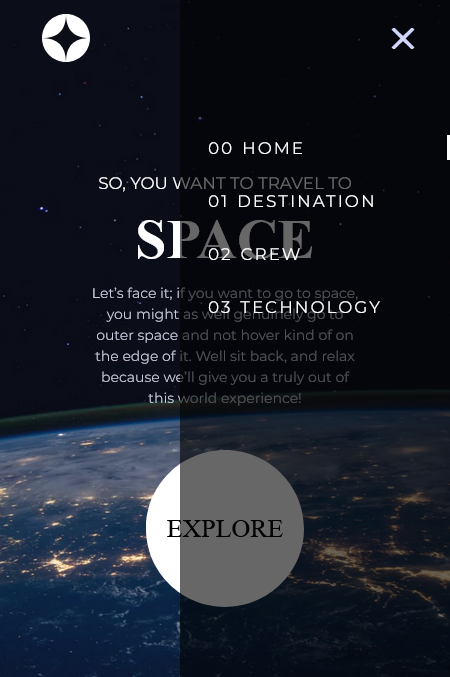 00 HOME
SO, YOU WANT TO TRAVEL TO
01 DESTINATION
SPACE
02 CREW
Let's face it; if you want to go to space,
03 TECHNOLOGY
you might as well genuinely go to
outer space and not hover kind of on
the edge of it. Well sit back, and relax
because we'll give you a truly out of
this world experience!
EXPLORE